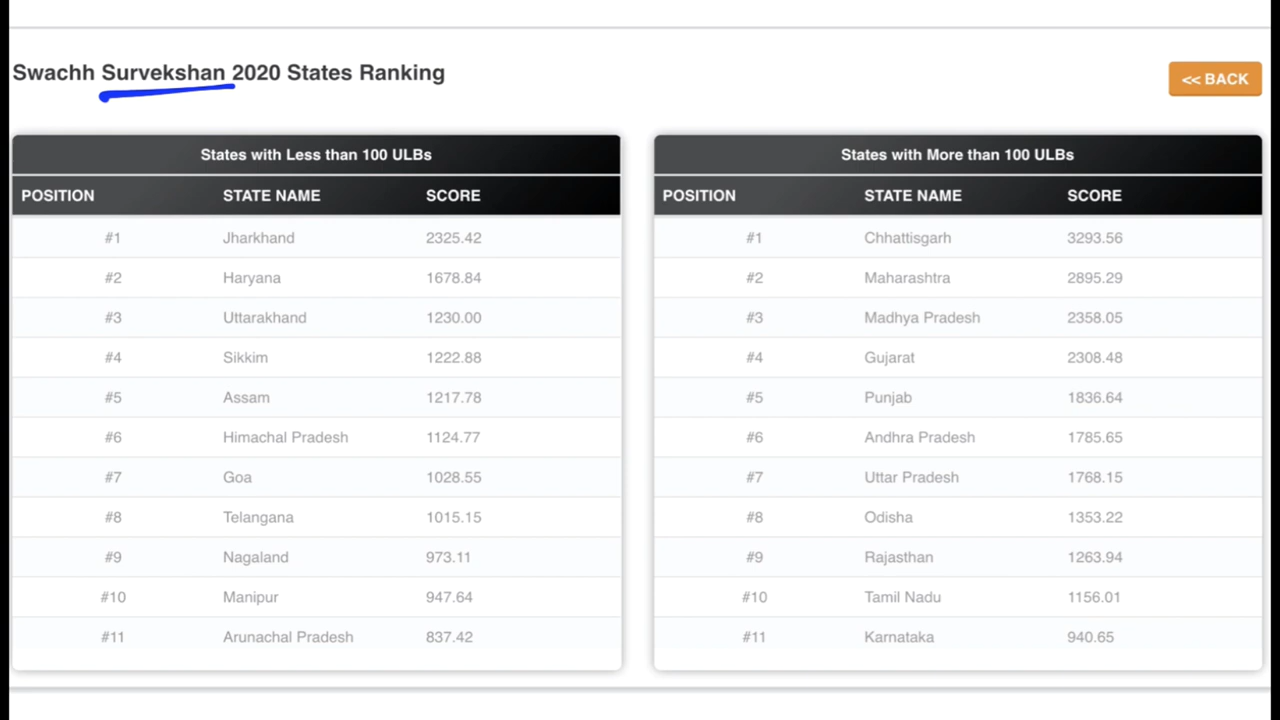 Swachh Survekshan 2020 States Ranking
<< BACK
States with Less than 100 ULBs
POSITION STATE NAME SCORE
#1 Jharkhand 2325.42
#2 Haryana 1678.84
#3 Uttarakhand 1230.00
#4 Sikkim 1222.88
#5 Assam 1217.78
#6 Himachal Pradesh 1124.77
#7 Goa 1028.55
#8 Telangana 1015.15
#9 Nagaland 973.11
#10 Manipur 947.64
#11 Arunachal Pradesh 837.42
States with More than 100 ULBs
POSITION STATE NAME SCORE
#1 Chhattisgarh 3293.56
#2 Maharashtra 2895.29
#3 Madhya Pradesh 2358.05
#4 Gujarat 2308.48
#5 Punjab 1836.64
#6 Andhra Pradesh 1785.65
#7 Uttar Pradesh 1768.15
#8 Odisha 1353.22
#9 Rajasthan 1263.94
#10 Tamil Nadu 1156.01
#11 Karnataka 940.65